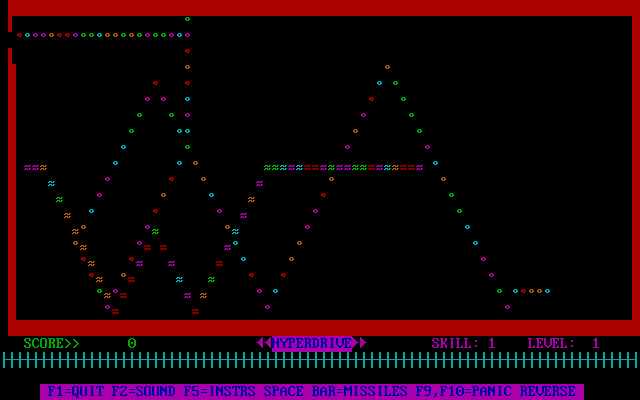 SCORE>> 0 HYPERDRIVE SKILL: 1 LEVEL: 1
F1=QUIT F2=SOUND F5=INSTRS SPACE BAR=MISSILES F9,F10=PANIC REVERSE